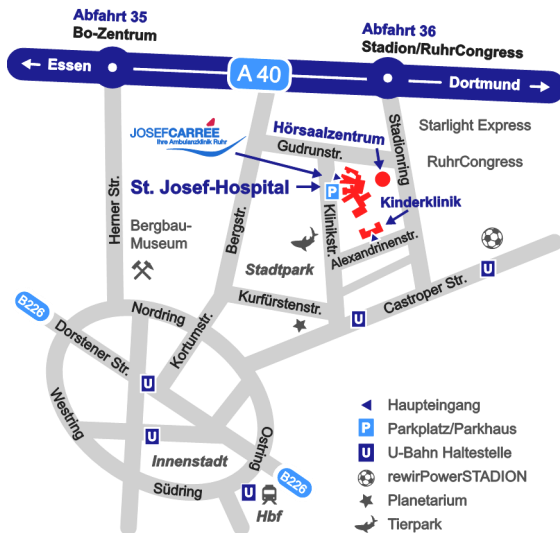 Abfahrt 35
Bo-Zentrum
Abfahrt 36
Stadion/RuhrCongress
Essen
A 40
Dortmund
JOSEFCARRÉE
Ihre Ambulanzklinik Ruhr
Hörsaalzentrum
Gudrunstr.
Stadionring
Starlight Express
RuhrCongress
St. Josef-Hospital
P
Kinderklinik
Herner Str.
Bergstr.
Klinikstr.
Bergbau-
Museum
Stadtpark
Alexandrinenstr.
U
Castroper Str.
Kurfürstenstr.
U
B226
Nordring
Dorstener Str.
Kortumstr.
U
Westring
U
Innenstadt
Ostring
B226
Südring
U
Hbf
Haupteingang
P
Parkplatz/Parkhaus
U
U-Bahn Haltestelle
rewirPowerSTADION
Planetarium
Tierpark